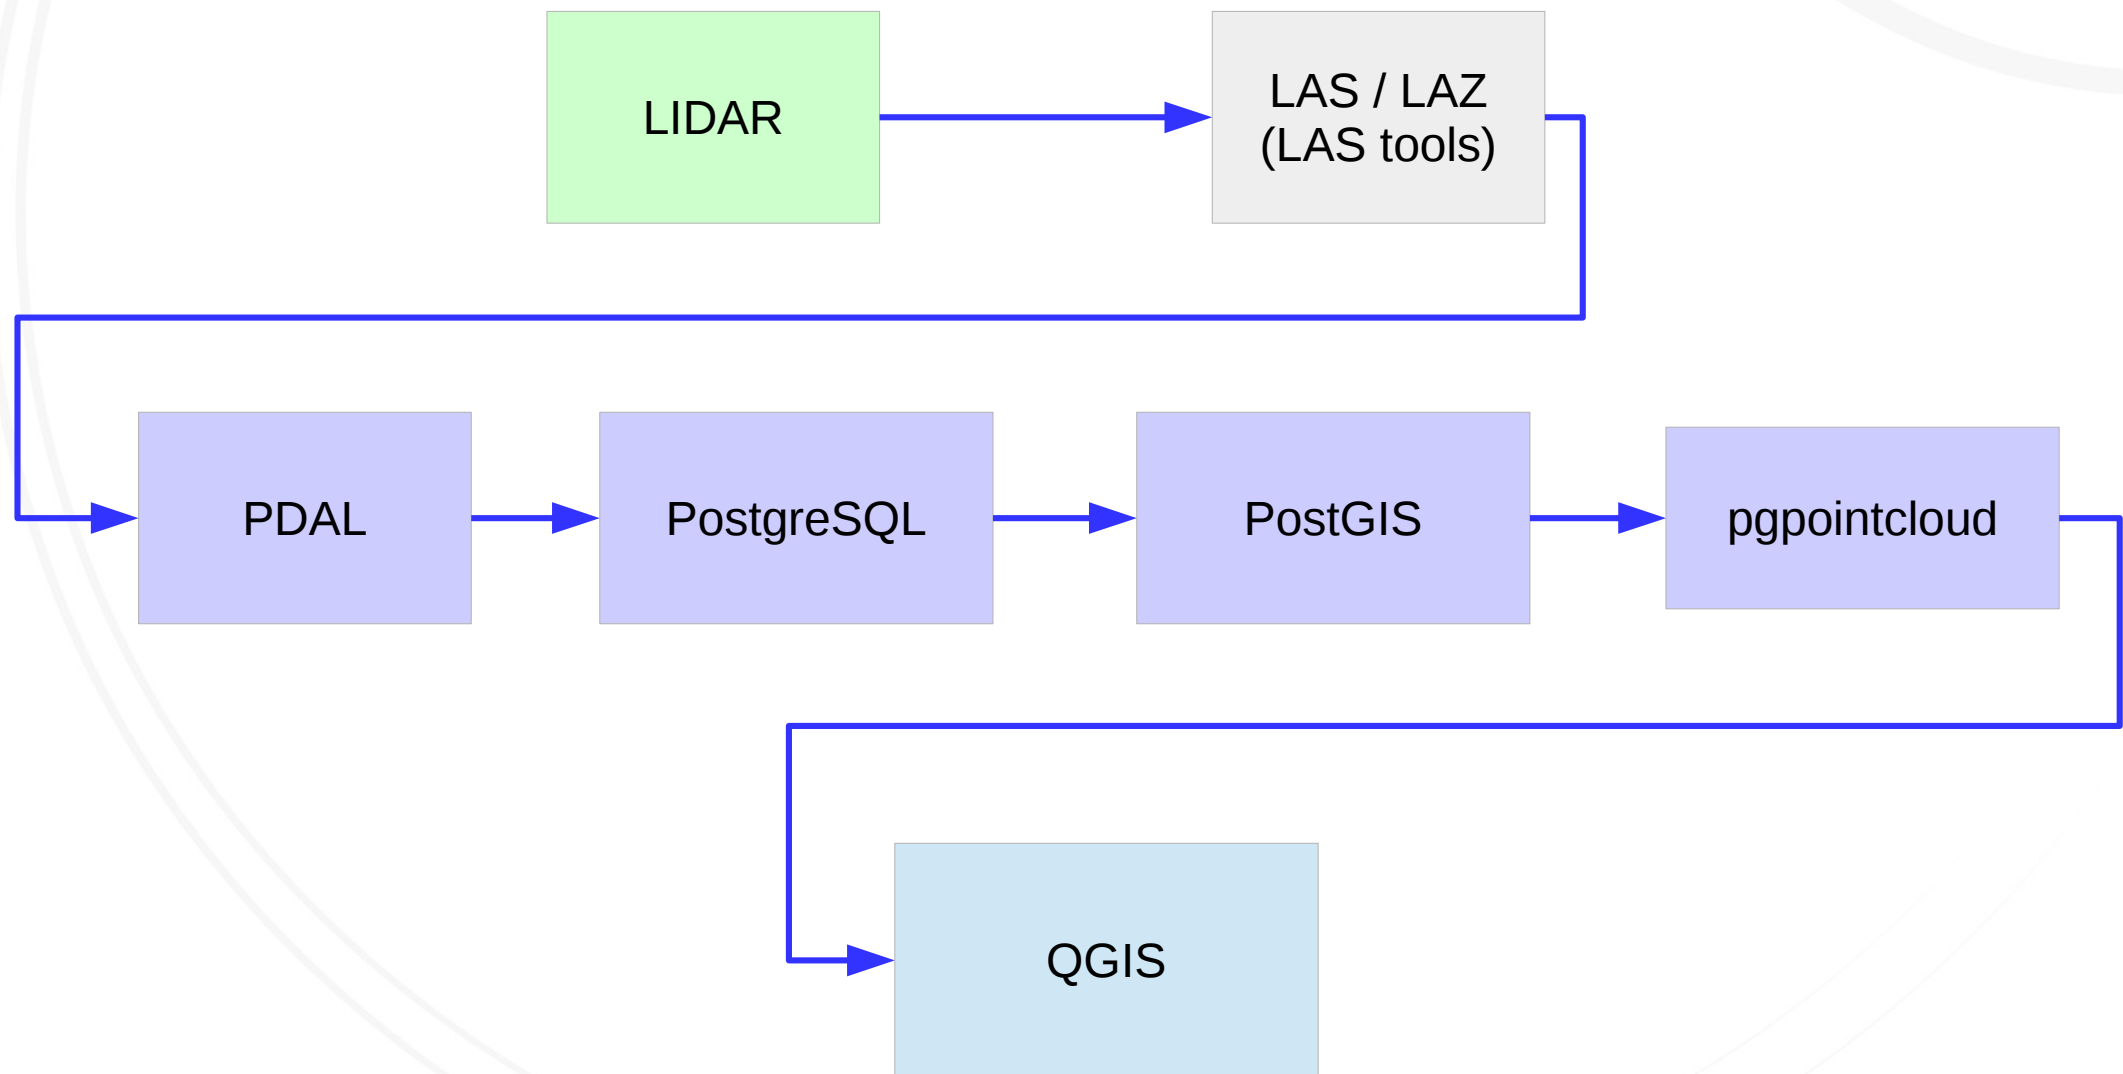 LIDAR
LAS / LAZ
(LAS tools)
PDAL
PostgreSQL
PostGIS
pgpointcloud
QGIS